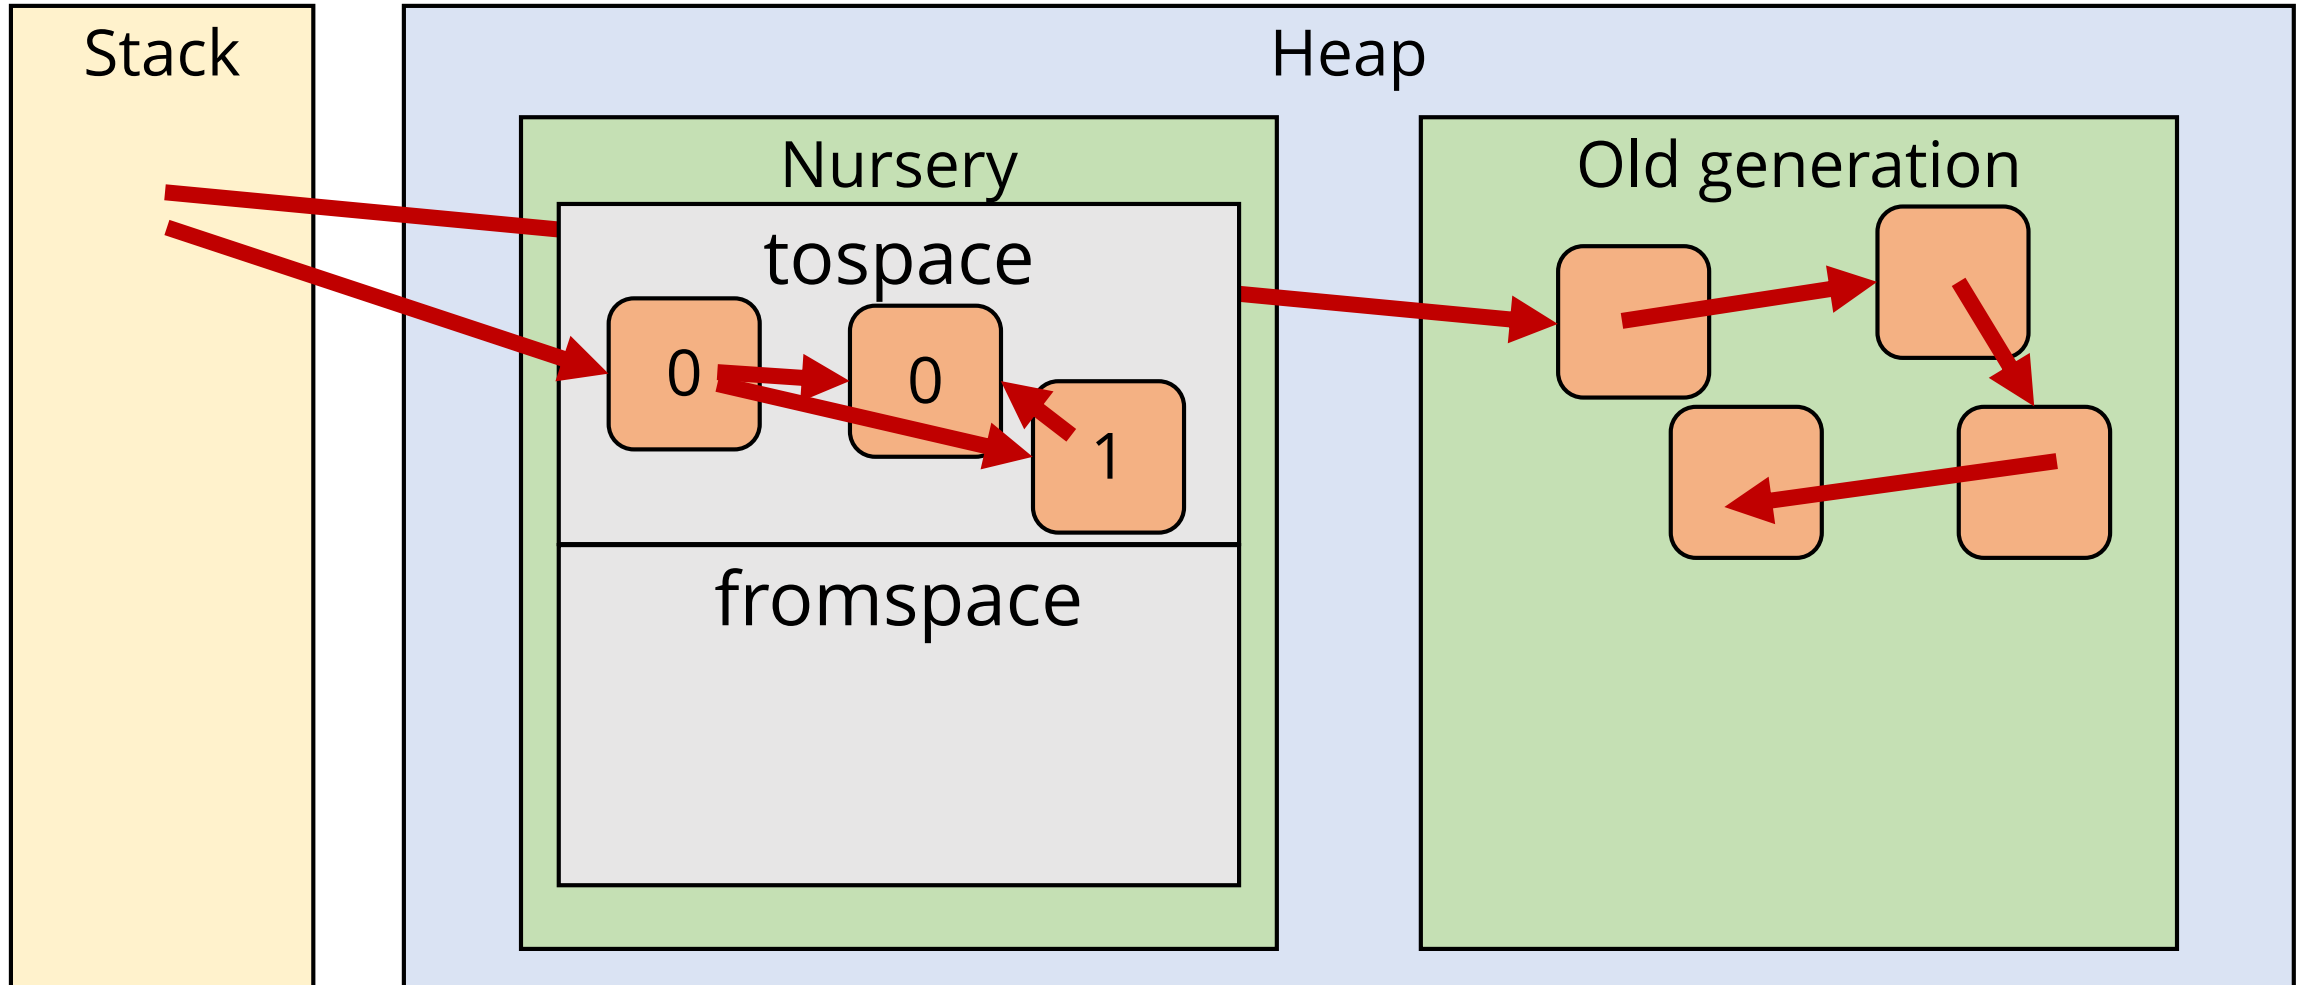 Stack
Heap
Nursery
Old generation
tospace
0
0
1
fromspace